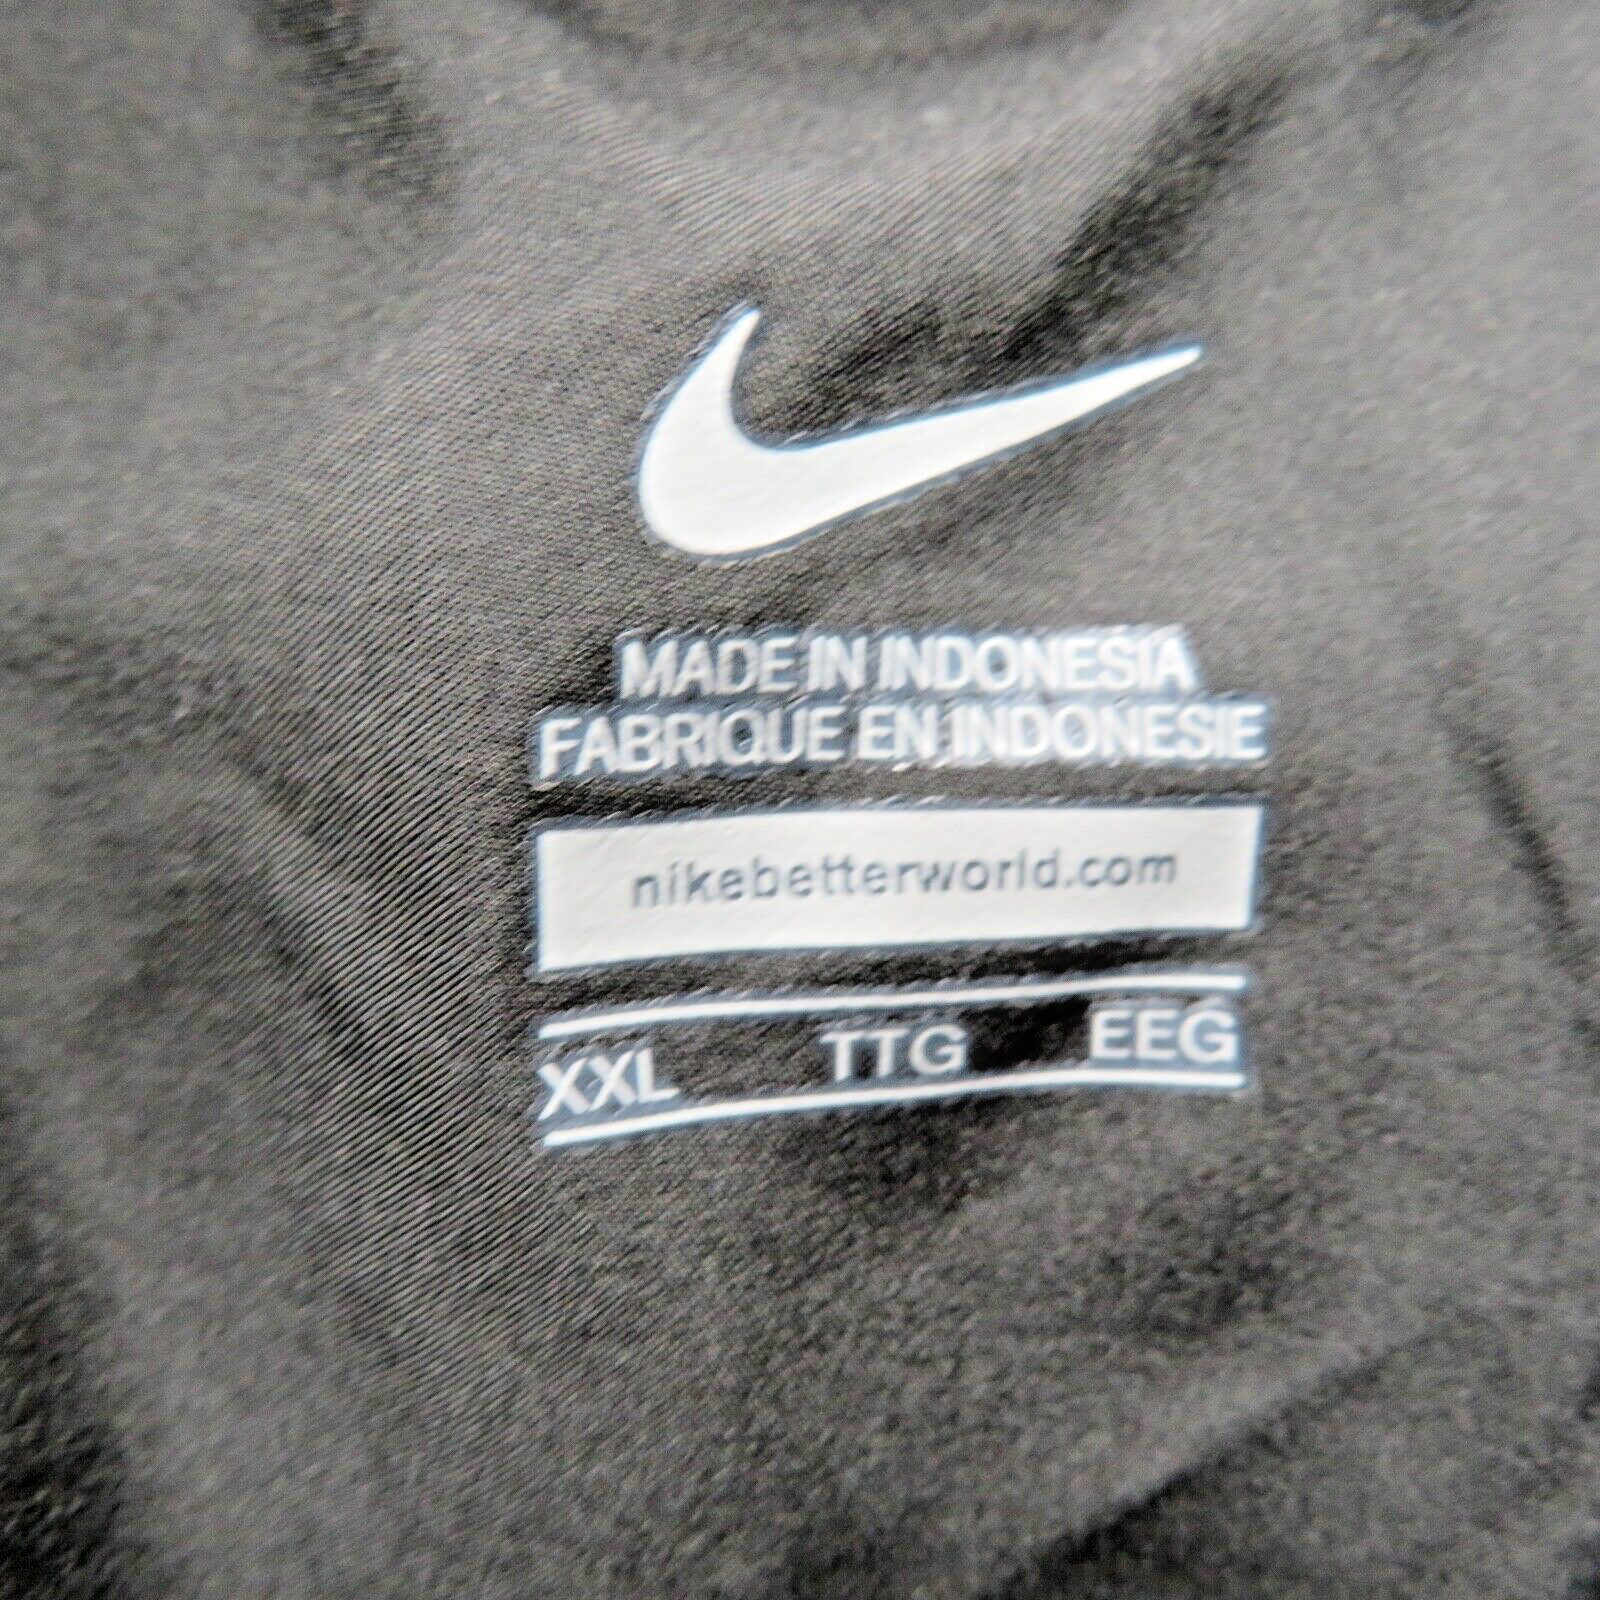 MADE IN INDONESIA
FABRIQUE EN INDONESIE
nikebetterworld.com
XXL TTG EEG